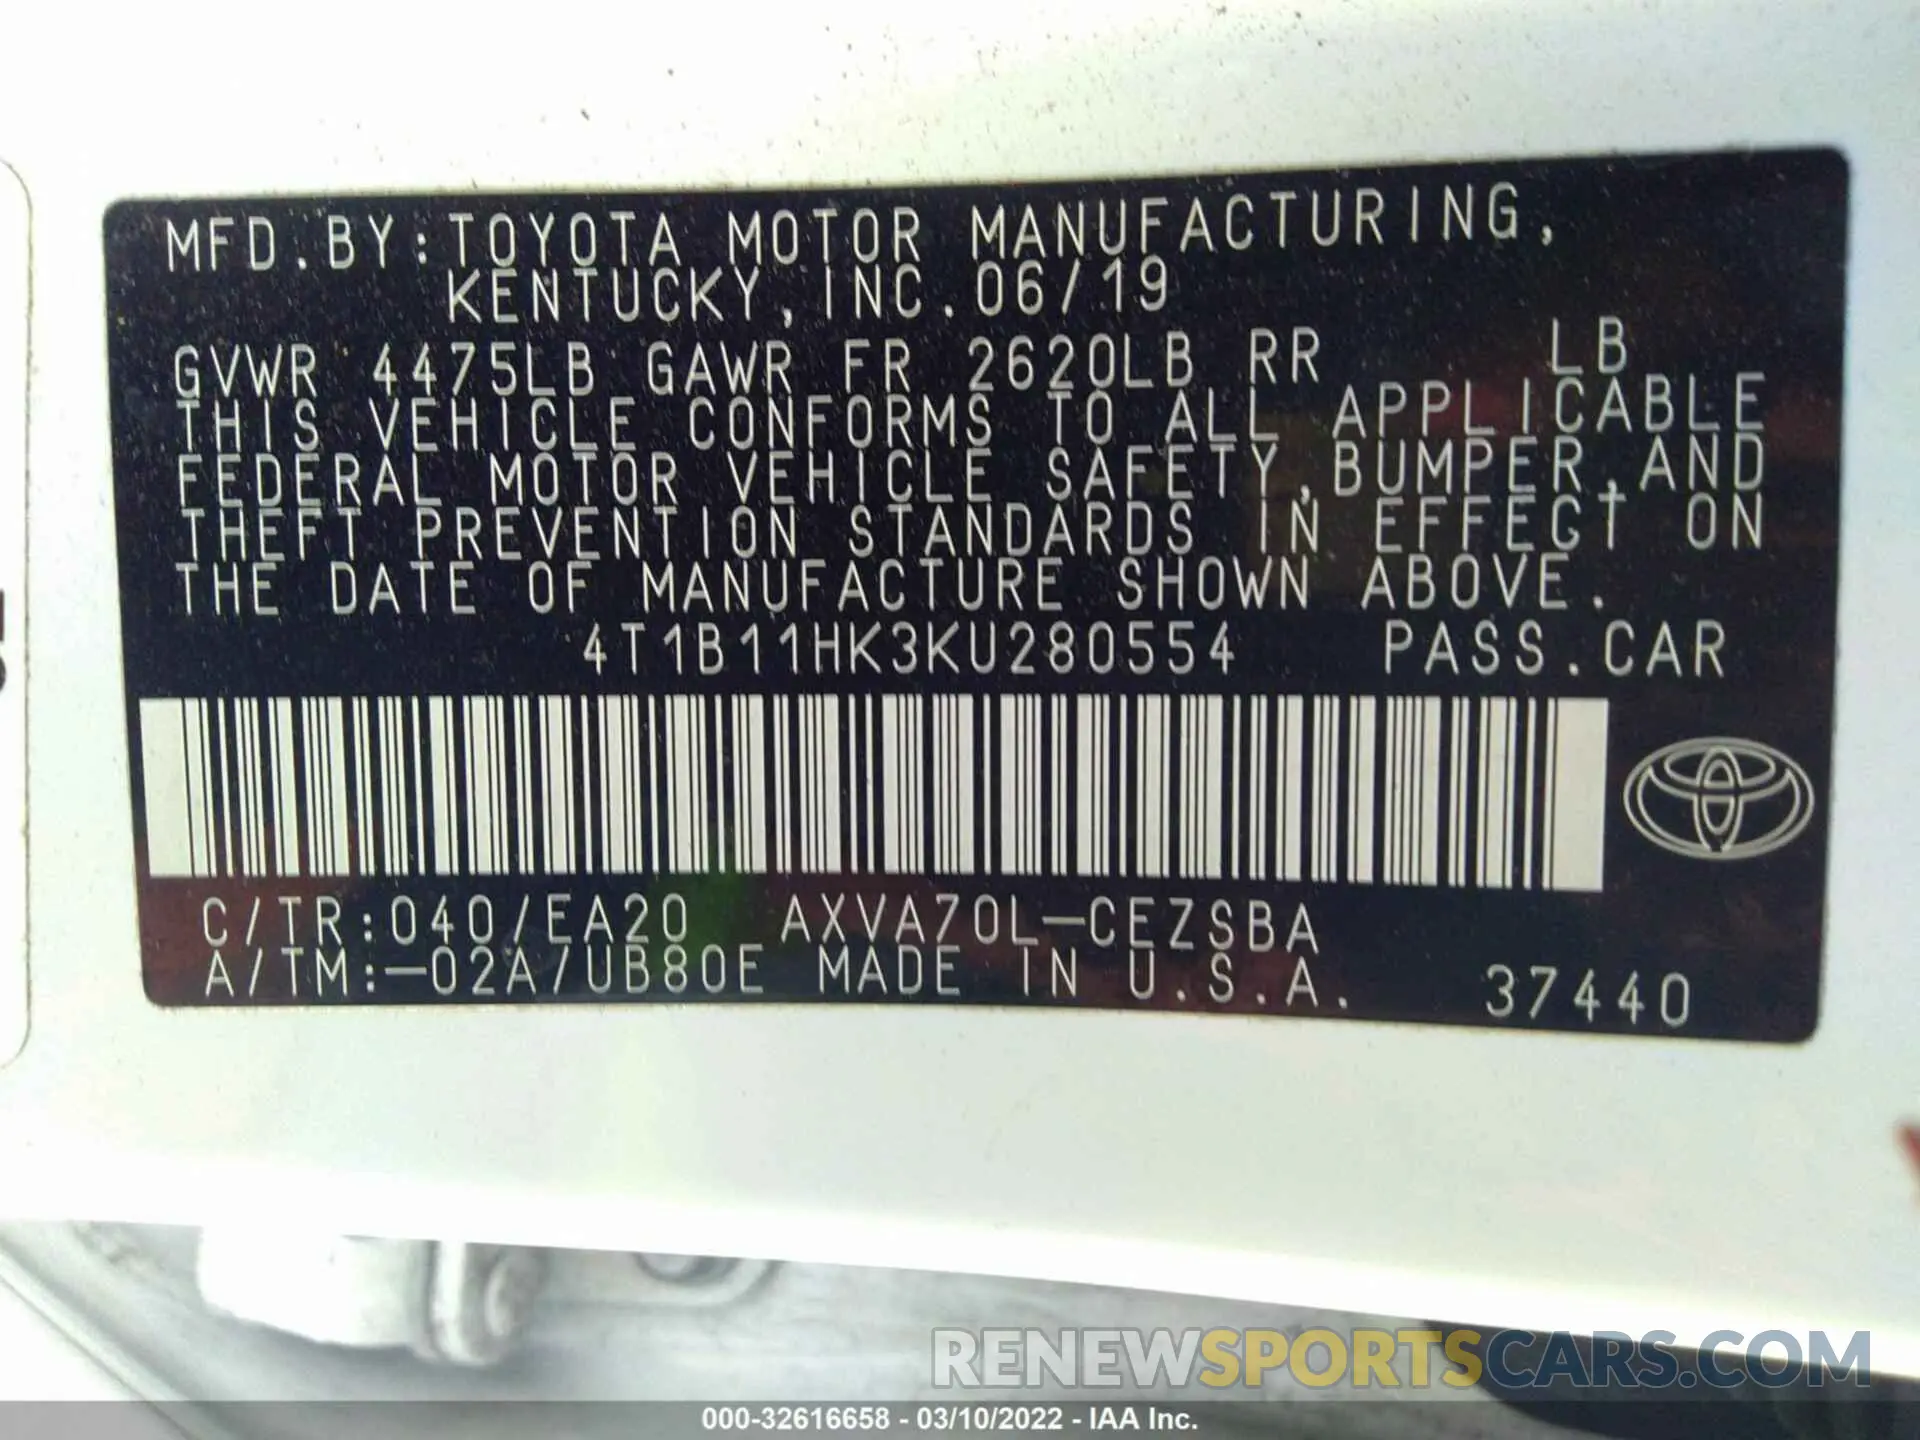 MFD.BY:TOYOTA MOTOR MANUFACTURING,
KENTUCKY,INC.06/19
GVWR 4475LB GAWR FR 2620LB RR LB
THIS VEHICLE CONFORMS TO ALL APPLICABLE
FEDERAL MOTOR VEHICLE SAFETY,BUMPER,AND
THEFT PREVENTION STANDARDS IN EFFECT ON
THE DATE OF MANUFACTURE SHOWN ABOVE.
4T1B11HK3KU280554 PASS.CAR
C/TR:040/EA20 AXVA70L-CEZSBA
A/TM:-02A/UB80E MADE IN U.S.A. 37440
RENEWSPORTSCARS.COM
000-32616658 - 03/10/2022 - IAA Inc.